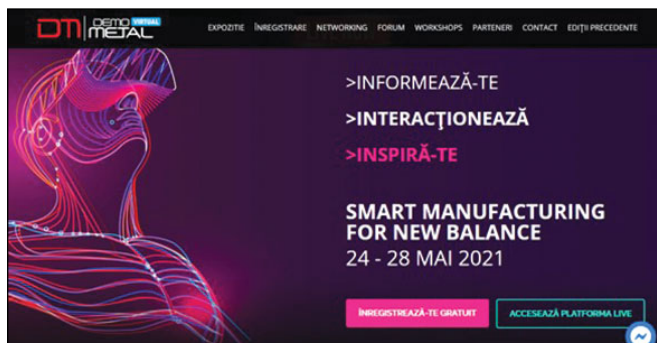 DM DEMO VIRTUAL
METAL
EXPOZITIE ÎNREGISTRARE NETWORKING FORUM WORKSHOPS PARTENERI CONTACT EDIȚII PRECEDENTE
>INFORMEAZĂ-TE
>INTERACŢIONEAZĂ
>INSPIRĂ-TE
SMART MANUFACTURING
FOR NEW BALANCE
24 - 28 MAI 2021
ÎNREGISTREAZĂ-TE GRATUIT ACCESEAZĂ PLATFORMA LIVE